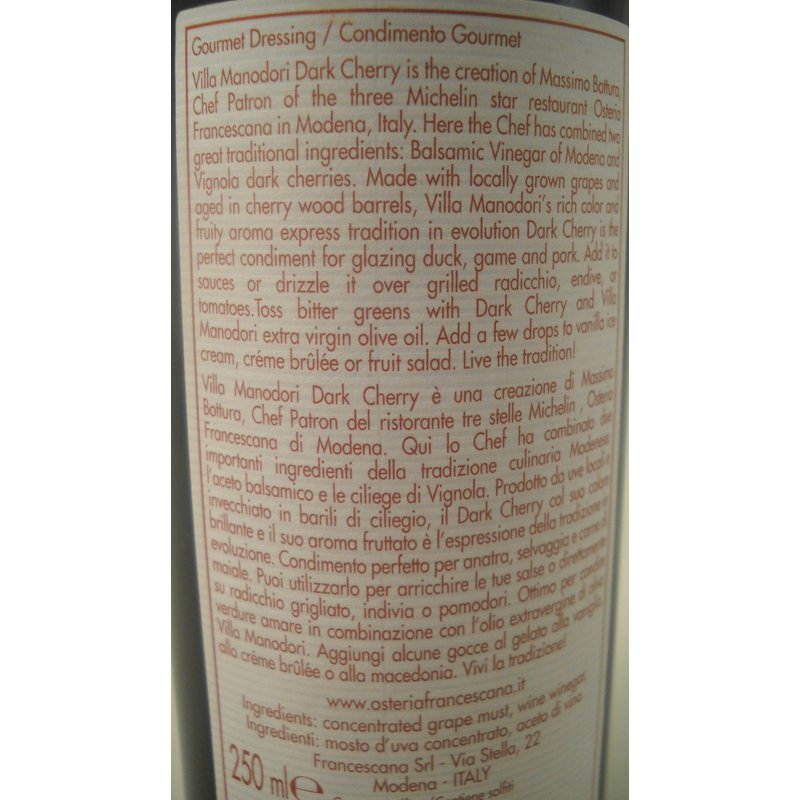 Gourmet Dressing / Condimento Gourmet
Villa Manodori Dark Cherry is the creation of Massimo Bottura,
Chef Patron of the three Michelin star restaurant Osteria
Francescana in Modena, Italy. Here the Chef has combined two
great traditional ingredients: Balsamic Vinegar of Modena and
Vignola dark cherries. Made with locally grown grapes and
aged in cherry wood barrels, Villa Manodori's rich color and
fruity aroma express tradition in evolution Dark Cherry is the
perfect condiment for glazing duck, game and pork. Add it to
sauces or drizzle it over grilled radicchio, endive or
tomatoes.Toss bitter greens with Dark Cherry and Villa
Manodori extra virgin olive oil. Add a few drops to vanilla ice
cream, créme brûlée or fruit salad. Live the tradition!
Villa Manodori Dark Cherry è una creazione di Massimo
Bottura, Chef Patron del ristorante tre stelle Michelin , Osteria
Francescana di Modena. Qui lo Chef ha combinato due
importanti ingredienti della tradizione culinaria Modenese:
l'aceto balsamico e le ciliege di Vignola. Prodotto da uve locali e
invecchiato in barili di ciliegio, il Dark Cherry col suo colore
brillante e il suo aroma fruttato è l'espressione della tradizione in
evoluzione. Condimento perfetto per anatra, selvaggia e carne di
maiale. Puoi utilizzarlo per arricchire le tue salse o direttamente
su radicchio grigliato, indivia o pomodori. Ottimo per condire
verdure amare in combinazione con l'olio extravergine di oliva
Villa Manodori. Aggiungi alcune gocce al gelato alla vaniglia,
alla crème brûlée o alla macedonia. Vivi la tradizione!
www.osteriafrancescana.it
Ingredients: concentrated grape must, wine vinegar.
Ingredienti: mosto d'uva concentrato, aceto di vino.
Francescana Srl - Via Stella, 22
250 ml ℮ Modena - ITALY
/Contiene solfiti